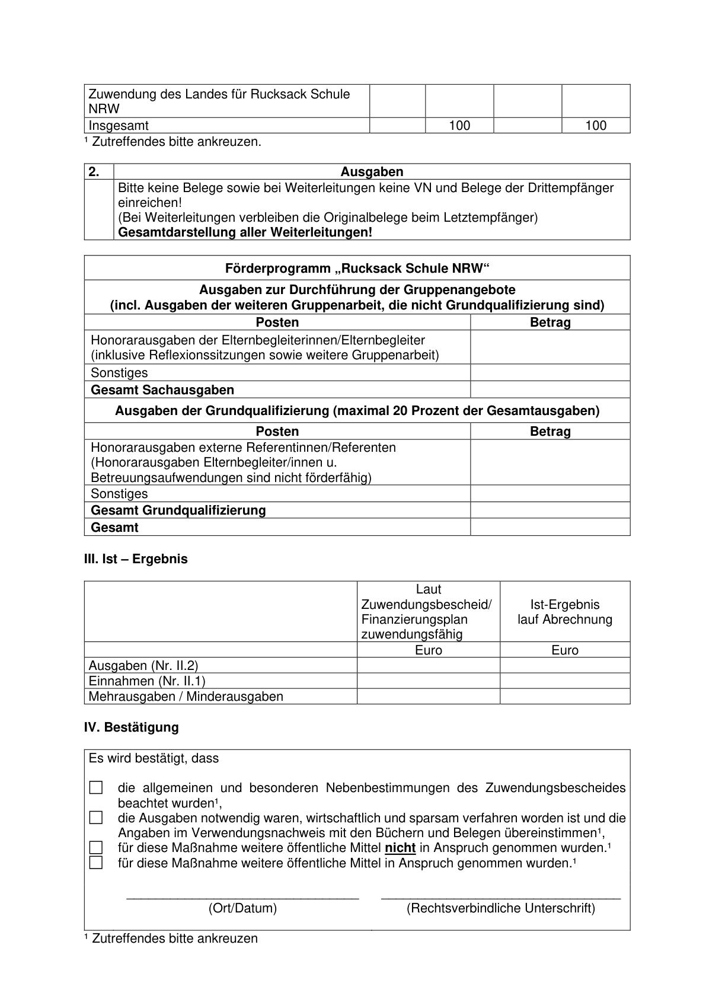 Zuwendung des Landes für Rucksack Schule
NRW
Insgesamt 100 100
¹ Zutreffendes bitte ankreuzen.
2. Ausgaben
Bitte keine Belege sowie bei Weiterleitungen keine VN und Belege der Drittempfänger
einreichen!
(Bei Weiterleitungen verbleiben die Originalbelege beim Letztempfänger)
Gesamtdarstellung aller Weiterleitungen!
Förderprogramm „Rucksack Schule NRW“
Ausgaben zur Durchführung der Gruppenangebote
(incl. Ausgaben der weiteren Gruppenarbeit, die nicht Grundqualifizierung sind)
Posten Betrag
Honorarausgaben der Elternbegleiterinnen/Elternbegleiter
(inklusive Reflexionssitzungen sowie weitere Gruppenarbeit)
Sonstiges
Gesamt Sachausgaben
Ausgaben der Grundqualifizierung (maximal 20 Prozent der Gesamtausgaben)
Posten Betrag
Honorarausgaben externe Referentinnen/Referenten
(Honorarausgaben Elternbegleiter/innen u.
Betreuungsaufwendungen sind nicht förderfähig)
Sonstiges
Gesamt Grundqualifizierung
Gesamt
III. Ist – Ergebnis
Laut
Zuwendungsbescheid/
Finanzierungsplan
zuwendungsfähig
Ist-Ergebnis
lauf Abrechnung
Euro Euro
Ausgaben (Nr. II.2)
Einnahmen (Nr. II.1)
Mehrausgaben / Minderausgaben
IV. Bestätigung
Es wird bestätigt, dass
die allgemeinen und besonderen Nebenbestimmungen des Zuwendungsbescheides
beachtet wurden¹,
die Ausgaben notwendig waren, wirtschaftlich und sparsam verfahren worden ist und die
Angaben im Verwendungsnachweis mit den Büchern und Belegen übereinstimmen¹,
für diese Maßnahme weitere öffentliche Mittel nicht in Anspruch genommen wurden.¹
für diese Maßnahme weitere öffentliche Mittel in Anspruch genommen wurden.¹
(Ort/Datum) (Rechtsverbindliche Unterschrift)
¹ Zutreffendes bitte ankreuzen